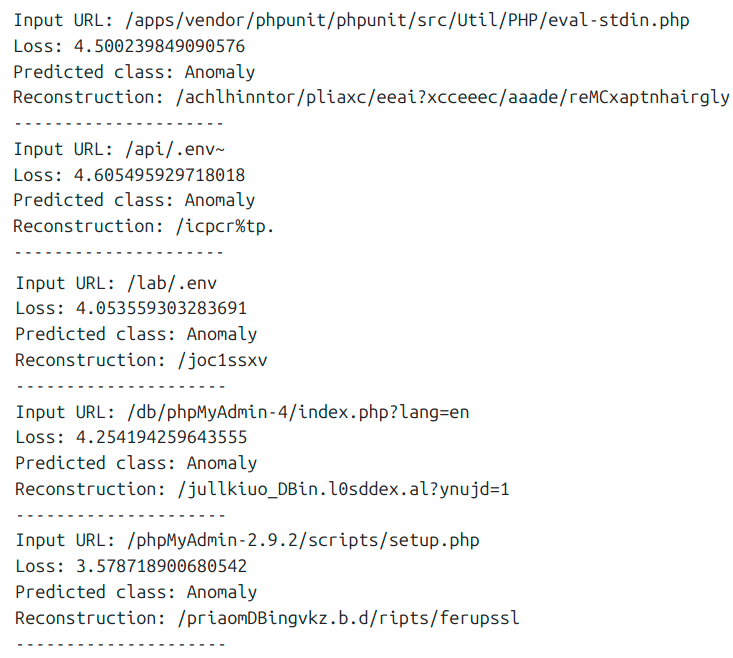 Input URL: /apps/vendor/phpunit/phpunit/src/Util/PHP/eval-stdin.php
Loss: 4.500239849090576
Predicted class: Anomaly
Reconstruction: /achlhinntor/pliaxc/eeai?xcceeec/aaade/reMCxaptnhairgly
---------------------
Input URL: /api/.env~
Loss: 4.605495929718018
Predicted class: Anomaly
Reconstruction: /icpcr%tp.
---------------------
Input URL: /lab/.env
Loss: 4.053559303283691
Predicted class: Anomaly
Reconstruction: /joc1ssxv
---------------------
Input URL: /db/phpMyAdmin-4/index.php?lang=en
Loss: 4.254194259643555
Predicted class: Anomaly
Reconstruction: /jullkiuo_DBin.l0sddex.al?ynujd=1
---------------------
Input URL: /phpMyAdmin-2.9.2/scripts/setup.php
Loss: 3.578718900680542
Predicted class: Anomaly
Reconstruction: /priaomDBingvkz.b.d/ripts/ferupssl
---------------------